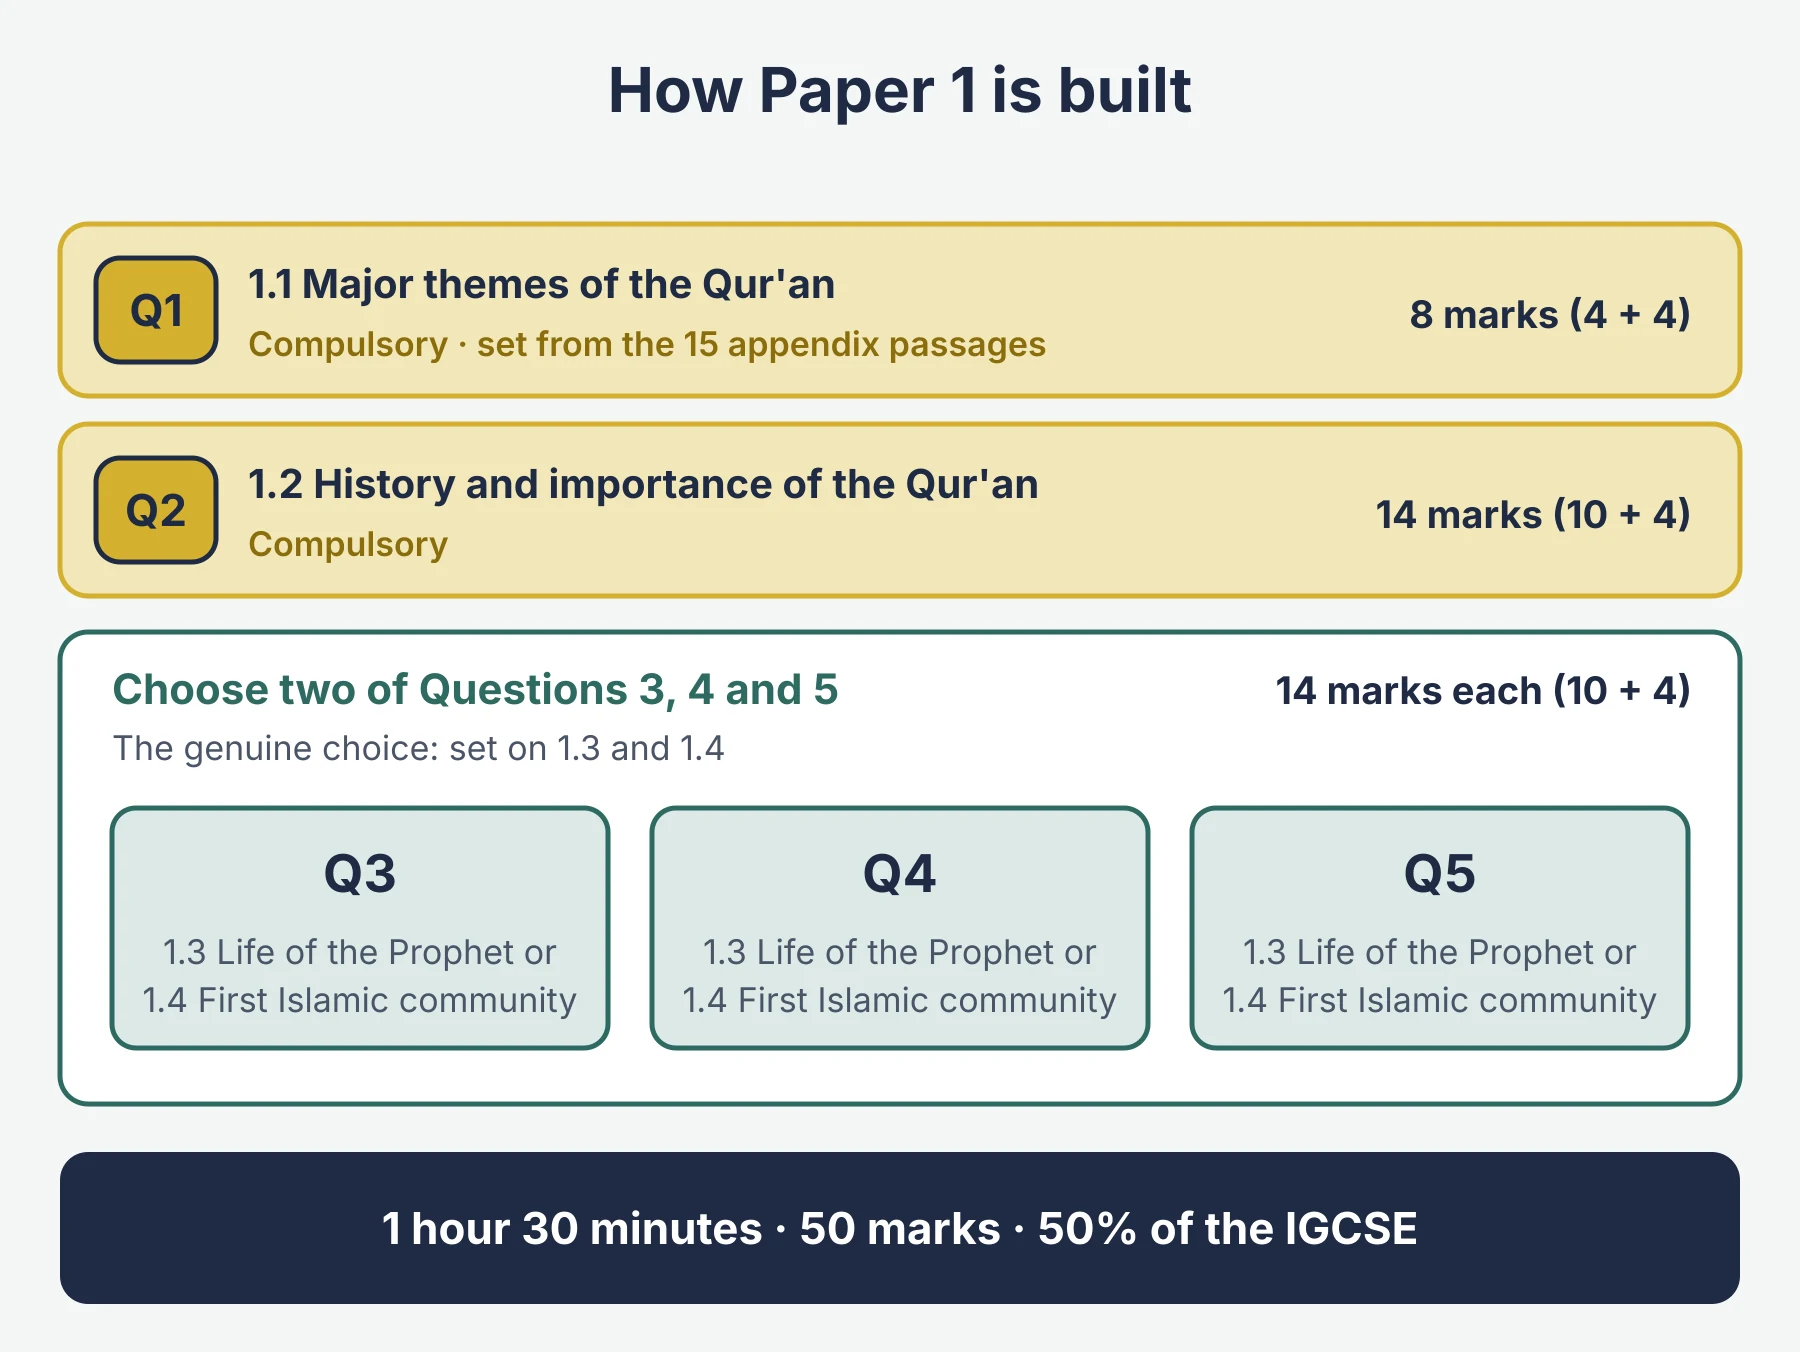 How Paper 1 is built
Q1
1.1 Major themes of the Qur'an
Compulsory · set from the 15 appendix passages
8 marks (4 + 4)
Q2
1.2 History and importance of the Qur'an
Compulsory
14 marks (10 + 4)
Choose two of Questions 3, 4 and 5
14 marks each (10 + 4)
The genuine choice: set on 1.3 and 1.4
Q3
1.3 Life of the Prophet or
1.4 First Islamic community
Q4
1.3 Life of the Prophet or
1.4 First Islamic community
Q5
1.3 Life of the Prophet or
1.4 First Islamic community
1 hour 30 minutes · 50 marks · 50% of the IGCSE